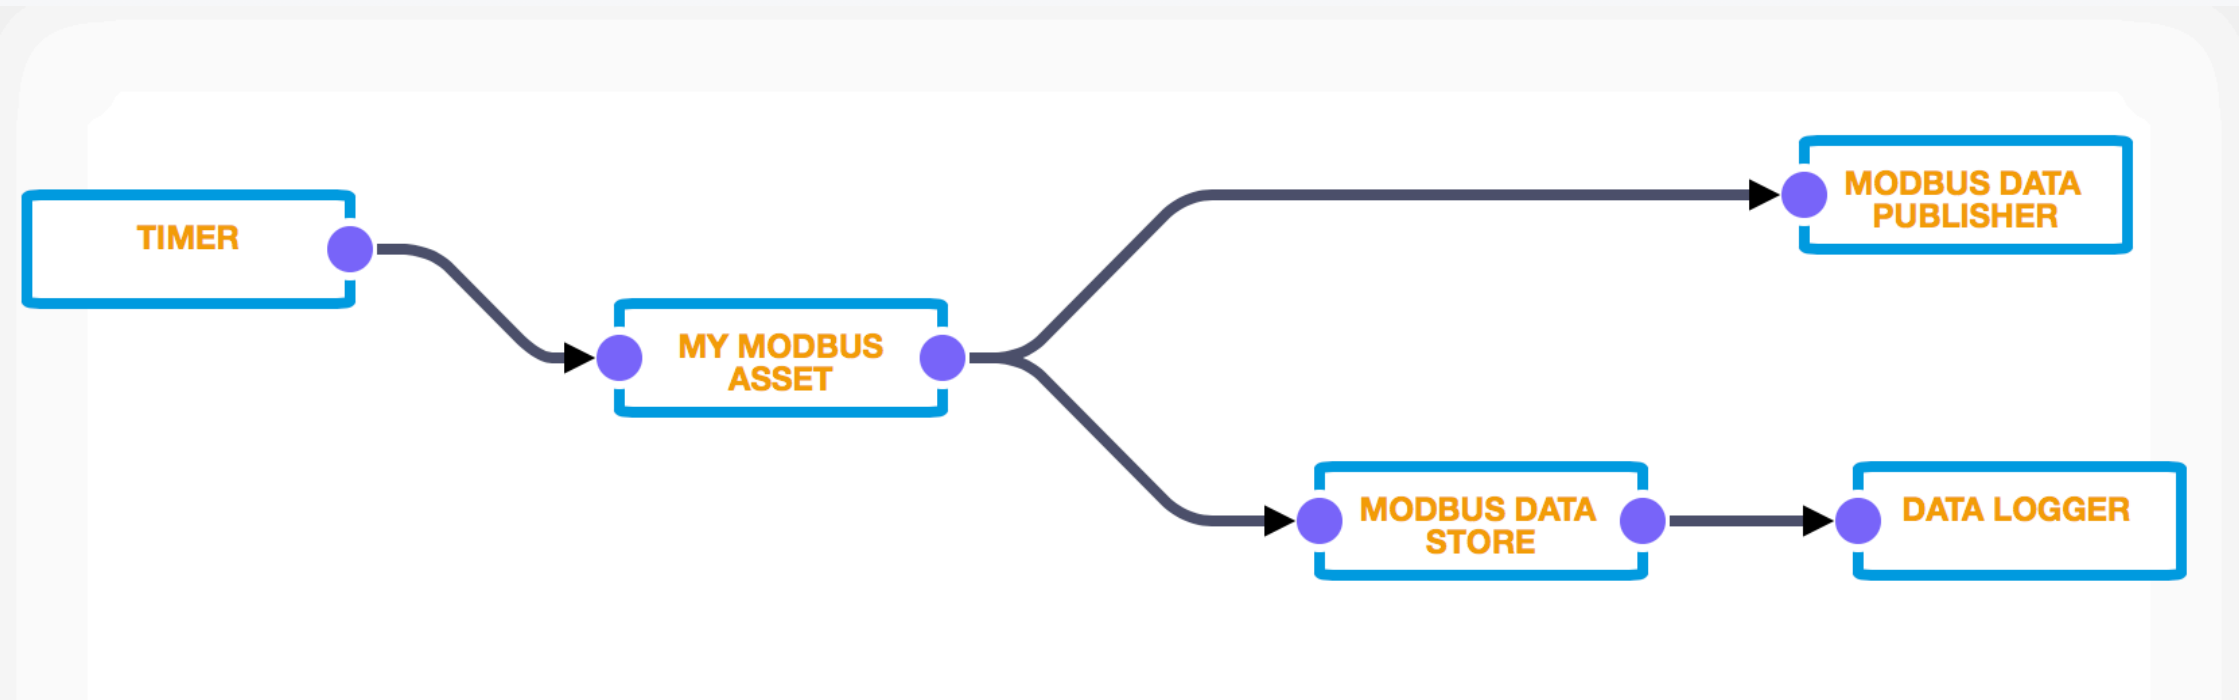 TIMER
MY MODBUS
ASSET
MODBUS DATA
PUBLISHER
MODBUS DATA
STORE
DATA LOGGER